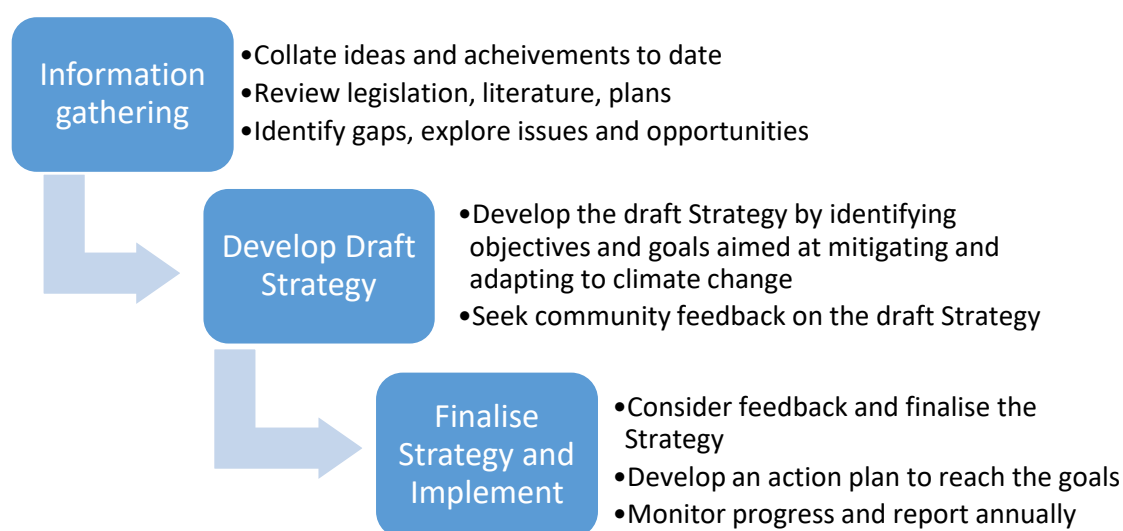 Information
gathering
•Collate ideas and acheivements to date
•Review legislation, literature, plans
•Identify gaps, explore issues and opportunities
Develop Draft
Strategy
•Develop the draft Strategy by identifying
objectives and goals aimed at mitigating and
adapting to climate change
•Seek community feedback on the draft Strategy
Finalise
Strategy and
Implement
•Consider feedback and finalise the
Strategy
•Develop an action plan to reach the goals
•Monitor progress and report annually